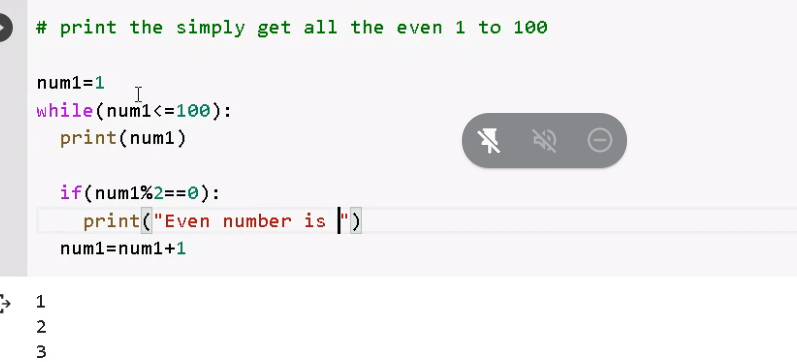 # print the simply get all the even 1 to 100
num1=1
while(num1<=100):
  print(num1)
  if(num1%2==0):
    print("Even number is ")
  num1=num1+1
1
2
3